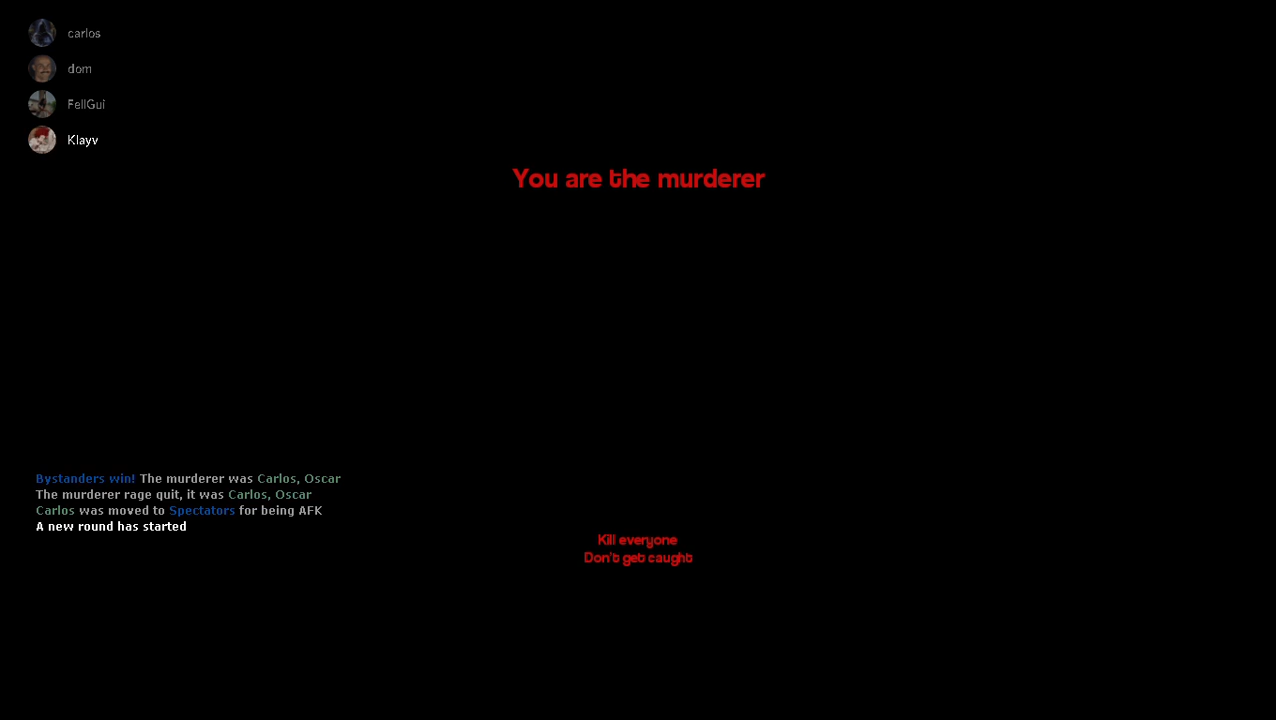 carlos
dom
FellGui
Klayv
You are the murderer
Bystanders win! The murderer was Carlos, Oscar
The murderer rage quit, it was Carlos, Oscar
Carlos was moved to Spectators for being AFK
A new round has started
Kill everyone
Don't get caught